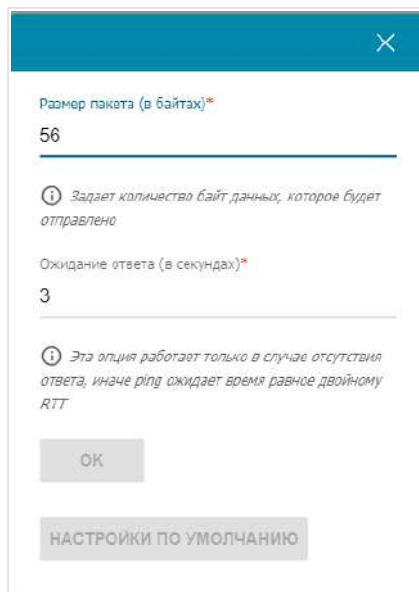 Размер пакета (в байтах)*
56
Задает количество байт данных, которое будет
отправлено
Ожидание ответа (в секундах)*
3
Эта опция работает только в случае отсутствия
ответа, иначе ping ожидает время равное двойному
RTT
ОК
НАСТРОЙКИ ПО УМОЛЧАНИЮ